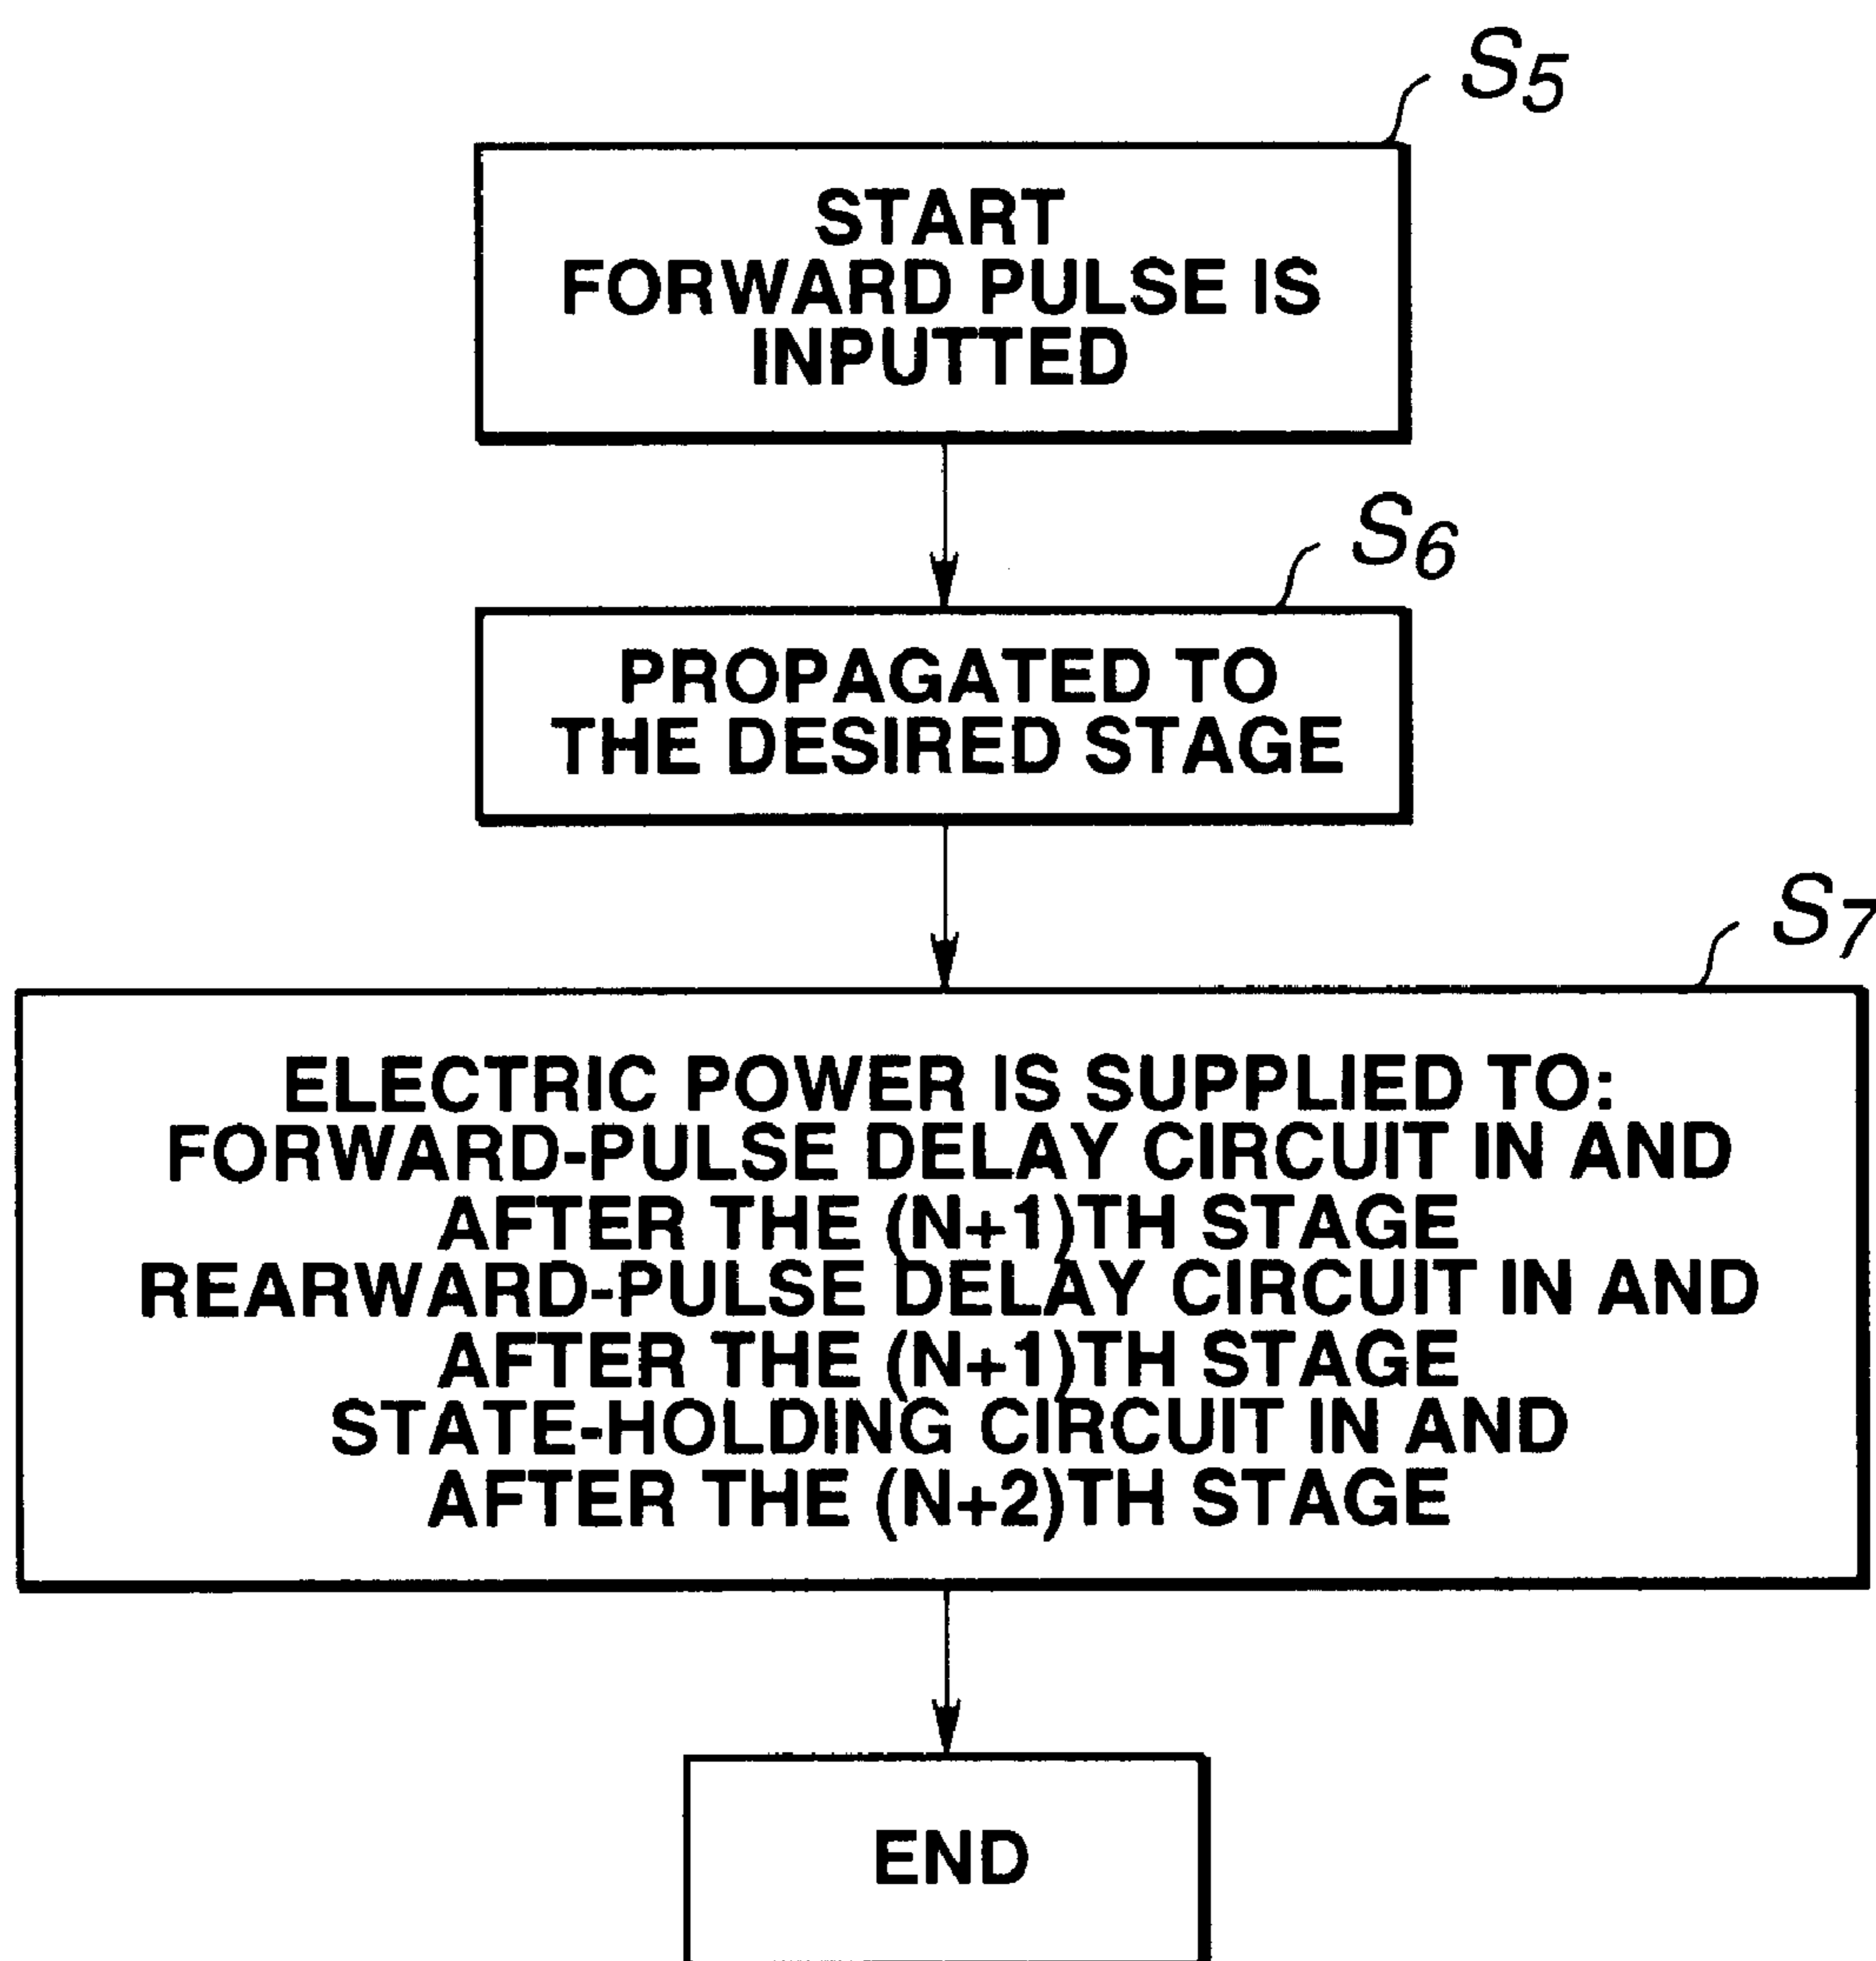 S5
START
FORWARD PULSE IS
INPUTTED
S6
PROPAGATED TO
THE DESIRED STAGE
S7
ELECTRIC POWER IS SUPPLIED TO:
FORWARD-PULSE DELAY CIRCUIT IN AND
AFTER THE (N+1)TH STAGE
REARWARD-PULSE DELAY CIRCUIT IN AND
AFTER THE (N+1)TH STAGE
STATE-HOLDING CIRCUIT IN AND
AFTER THE (N+2)TH STAGE
END